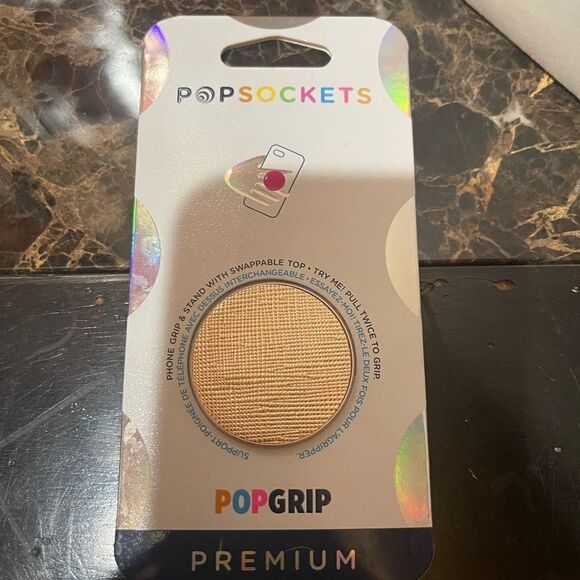 POPSOCKETS
PHONE GRIP & STAND WITH SWAPPABLE TOP • TRY ME! PULL TWICE TO GRIP.
SUPPORT-POIGNÉE DE TÉLÉPHONE AVEC DESSUS INTERCHANGEABLE • ESSAYEZ-MOI! TIREZ-LE DEUX FOIS POUR L'AGRIPPER.
POPGRIP
PREMIUM